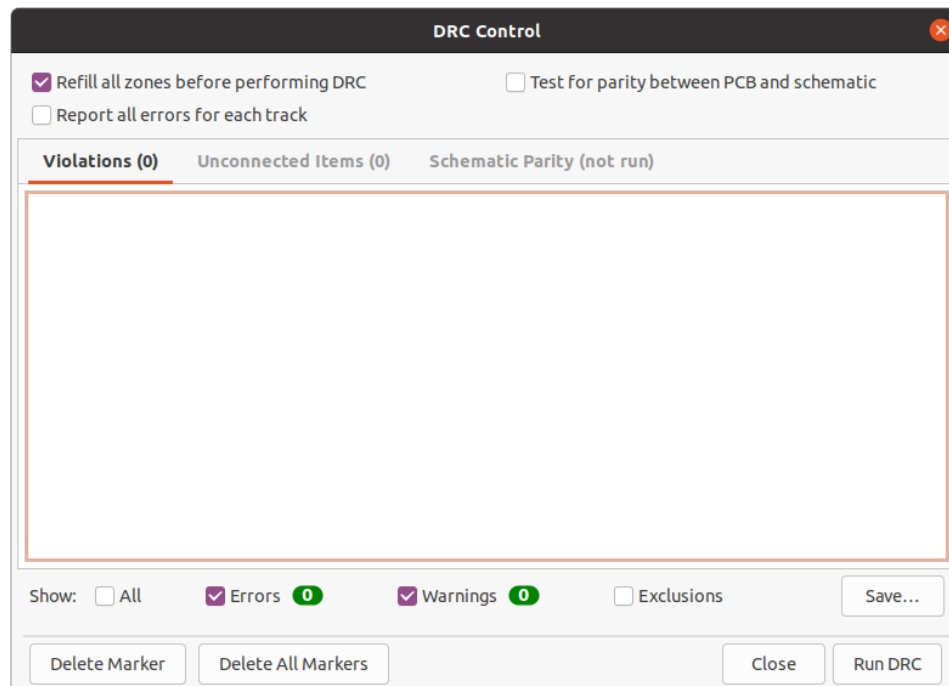 DRC Control
Refill all zones before performing DRC Test for parity between PCB and schematic
Report all errors for each track
Violations (0) Unconnected Items (0) Schematic Parity (not run)
Show: All Errors 0 Warnings 0 Exclusions Save...
Delete Marker Delete All Markers Close Run DRC